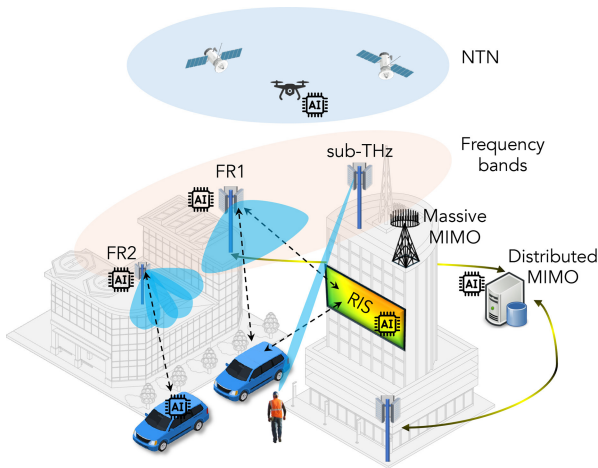 NTN
AI
Frequency
bands
sub-THz
FR1
AI
Massive
MIMO
FR2
AI
Distributed
MIMO
AI
RIS
AI
AI